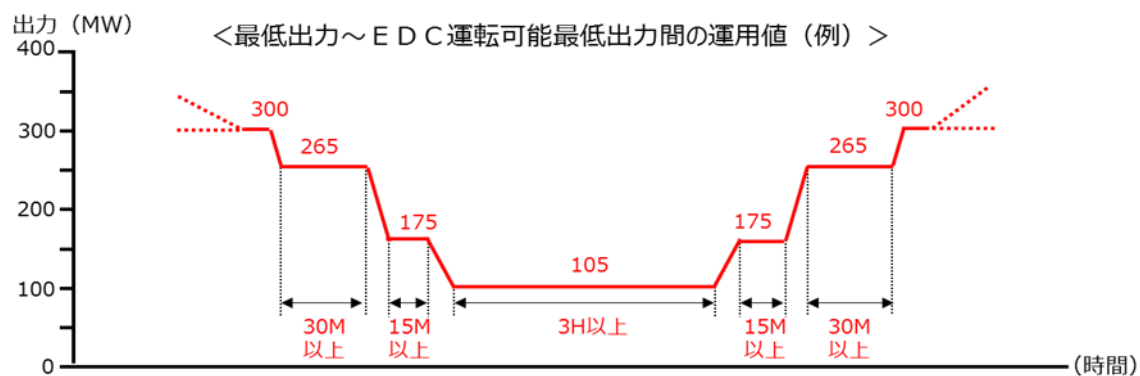 出力（MW）
＜最低出力～ＥＤＣ運転可能最低出力間の運用値（例）＞
400
300
200
100
0
300
265
175
105
175
265
300
30M
以上
15M
以上
3H以上
15M
以上
30M
以上
(時間)